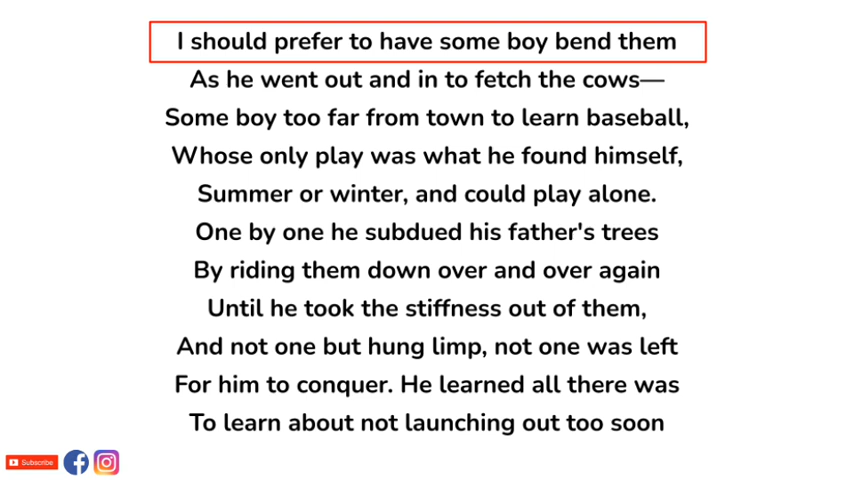 I should prefer to have some boy bend them
As he went out and in to fetch the cows—
Some boy too far from town to learn baseball,
Whose only play was what he found himself,
Summer or winter, and could play alone.
One by one he subdued his father's trees
By riding them down over and over again
Until he took the stiffness out of them,
And not one but hung limp, not one was left
For him to conquer. He learned all there was
To learn about not launching out too soon
Subscribe